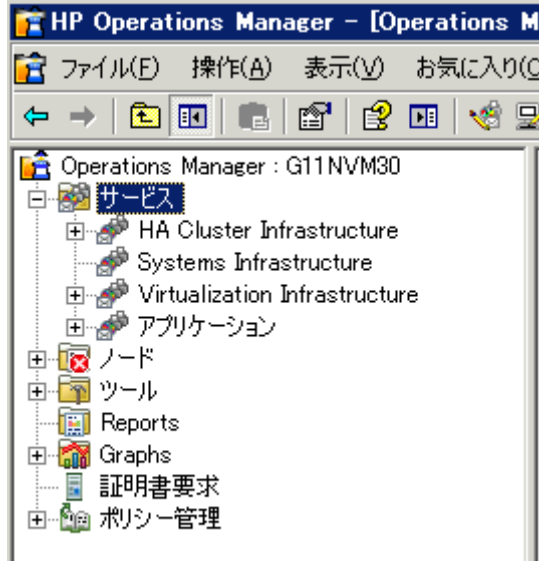 HP Operations Manager - [Operations M
ファイル(F) 操作(A) 表示(V) お気に入り(O
Operations Manager : G11NVM30
サービス
HA Cluster Infrastructure
Systems Infrastructure
Virtualization Infrastructure
アプリケーション
ノード
ツール
Reports
Graphs
証明書要求
ポリシー管理